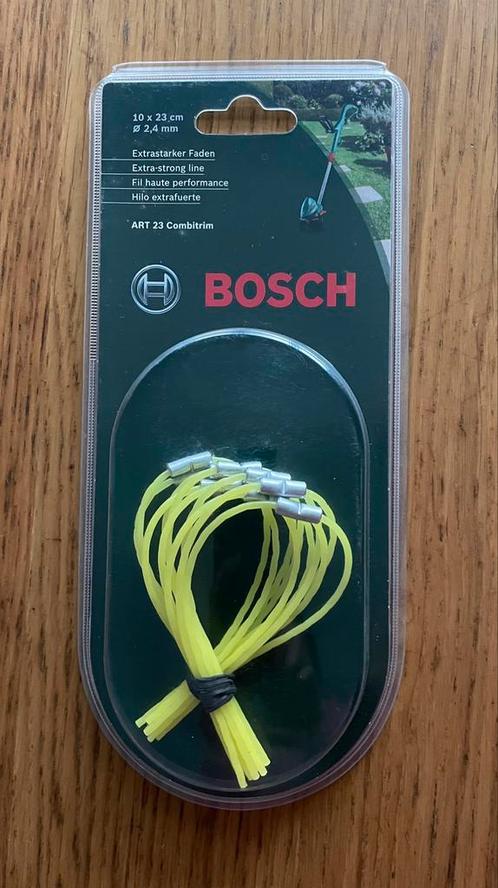 10 x 23 cm
Ø 2,4 mm
Extrastarker Faden
Extra-strong line
Fil haute performance
Hilo extrafuerte
ART 23 Combitrim
BOSCH